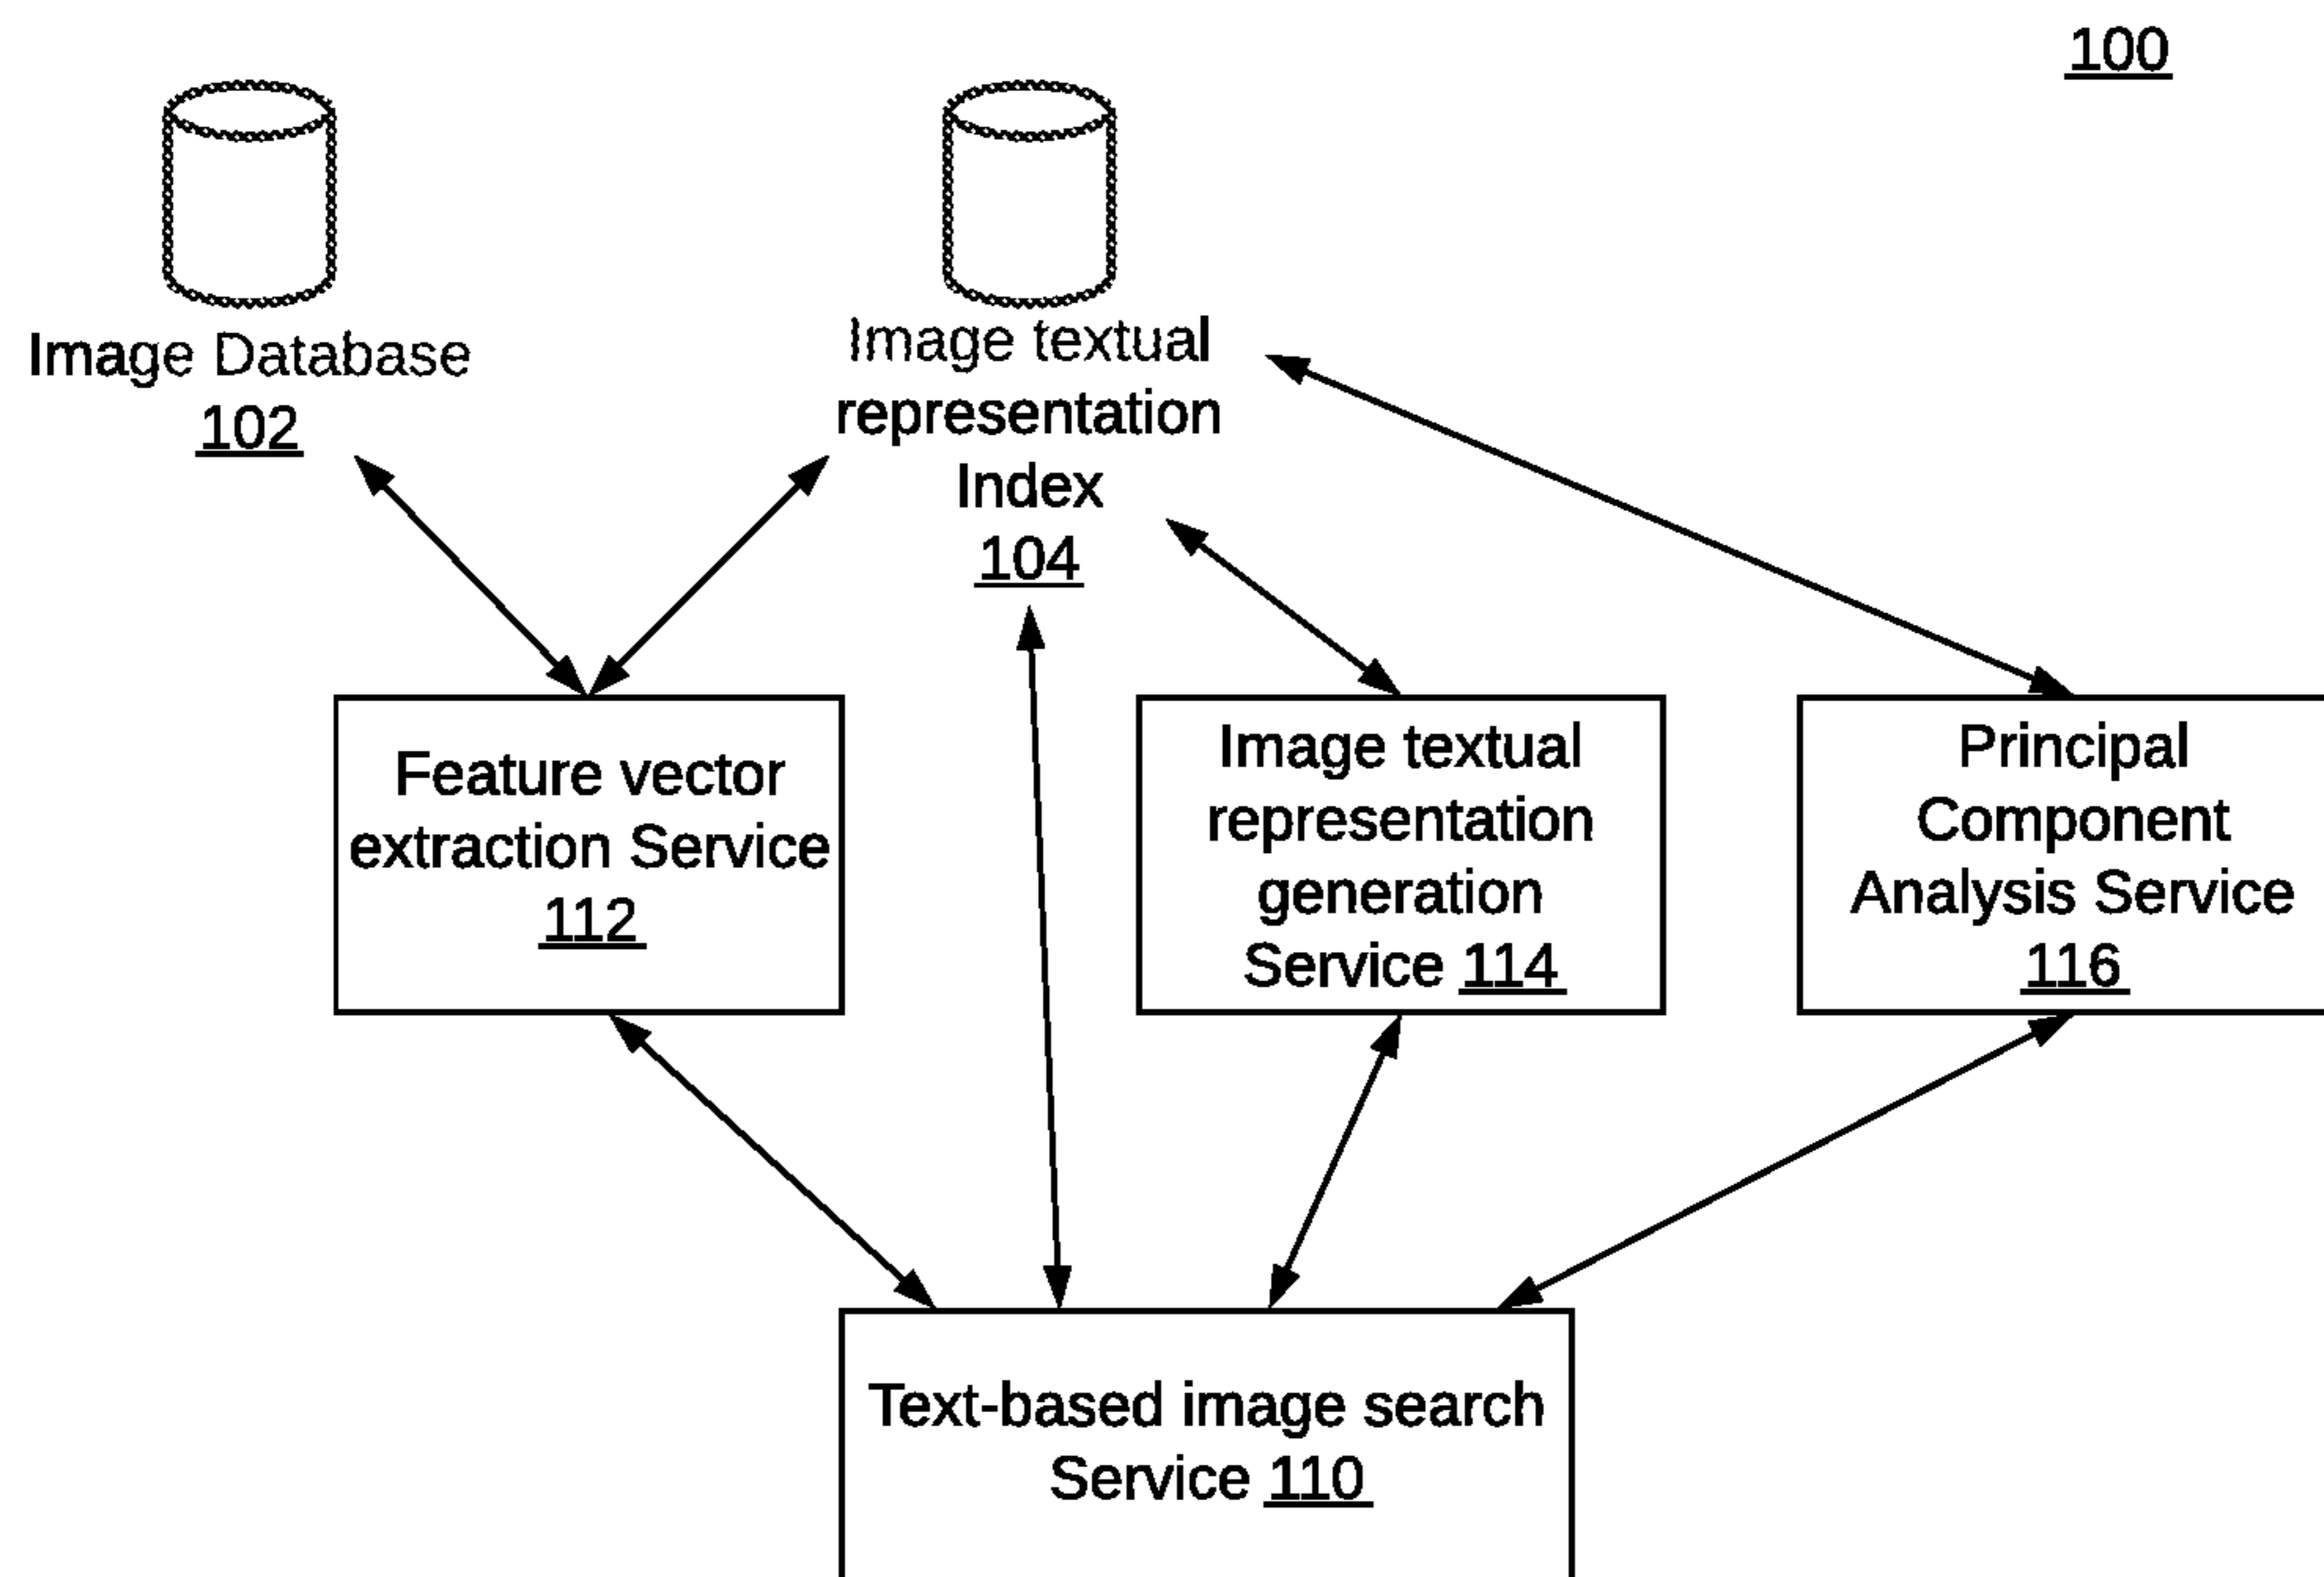 100
Image Database
102
Image textual
representation
Index
104
Feature vector
extraction Service
112
Image textual
representation
generation
Service 114
Principal
Component
Analysis Service
116
Text-based image search
Service 110